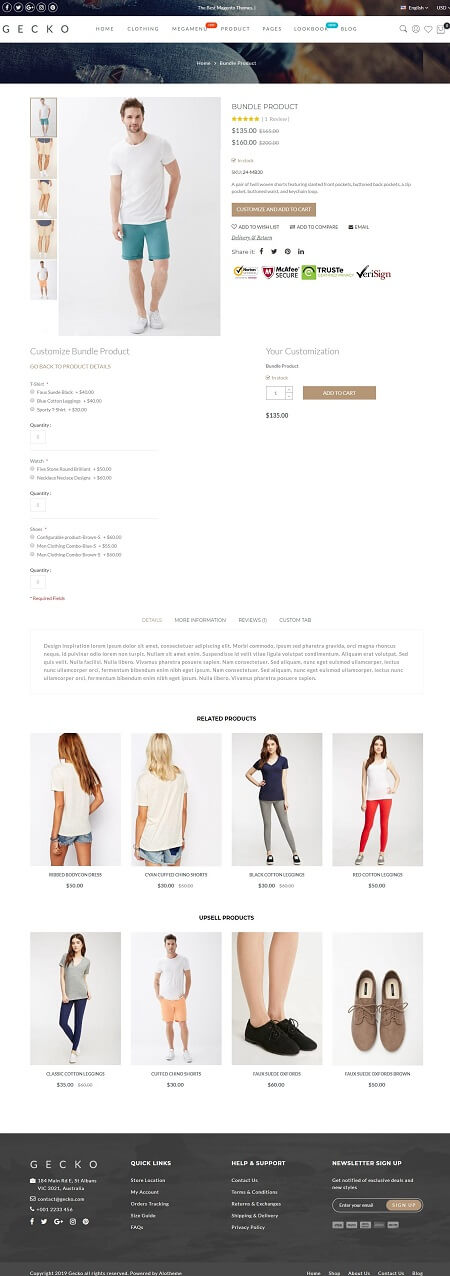 The Best Magento Themes. |
English
USD
GECKO
HOME
CLOTHING
MEGAMENU
PRODUCT
PAGES
LOOKBOOK
BLOG
0
Home > Bundle Product
BUNDLE PRODUCT
( 1 Review )
$135.00 $165.00
$160.00 $200.00
In stock
SKU: 24-MB30
A pair of twill woven shorts featuring slanted front pockets, buttoned back pockets, a zip
pocket, buttoned waist, and keychain loop.
CUSTOMIZE AND ADD TO CART
ADD TO WISH LIST
ADD TO COMPARE
EMAIL
Delivery & Return
Share it:
Norton
McAfee SECURE
TRUSTe
VeriSign
Customize Bundle Product
GO BACK TO PRODUCT DETAILS
T-Shirt *
Faux Suede Black + $40.00
Blue Cotton Leggings + $40.00
Sporty T-Shirt + $20.00
Quantity :
Watch *
Five Stone Round Brilliant + $50.00
Necklace Neclece Designs + $60.00
Quantity :
Shoes *
Configurable product-Brown-S + $60.00
Men Clothing Combo-Blue-S + $55.00
Men Clothing Combo-Brown-S + $60.00
Quantity :
* Required Fields
Your Customization
Bundle Product
In stock
1
ADD TO CART
$135.00
DETAILS
MORE INFORMATION
REVIEWS (1)
CUSTOM TAB
Design inspiration lorem ipsum dolor sit amet, consectetuer adipiscing elit. Morbi commodo, ipsum sed pharetra gravida, orci magna rhoncus
neque, id pulvinar odio lorem non turpis. Nullam sit amet enim. Suspendisse id velit vitae ligula volutpat condimentum. Aliquam erat volutpat. Sed
quis velit. Nulla facilisi. Nulla libero. Vivamus pharetra posuere sapien. Nam consectetuer. Sed aliquam, nunc eget euismod ullamcorper, lectus
nunc ullamcorper orci, fermentum bibendum enim nibh eget ipsum. Nam consectetuer. Sed aliquam, nunc eget euismod ullamcorper, lectus nunc
ullamcorper orci, fermentum bibendum enim nibh eget ipsum. Nulla libero. Vivamus pharetra posuere sapien.
RELATED PRODUCTS
RIBBED BODYCON DRESS
$50.00
CYAN CUFFED CHINO SHORTS
$30.00 $60.00
BLACK COTTON LEGGINGS
$30.00 $60.00
RED COTTON LEGGINGS
$50.00
UPSELL PRODUCTS
CLASSIC COTTON LEGGINGS
$35.00 $60.00
CUFFED CHINO SHORTS
$30.00
FAUX SUEDE OXFORDS
$60.00
FAUX SUEDE OXFORDS BROWN
$50.00
GECKO
184 Main Rd E, St Albans
VIC 3021, Australia
contact@gecko.com
+001 2233 456
QUICK LINKS
Store Location
My Account
Orders Tracking
Size Guide
FAQs
HELP & SUPPORT
Contact Us
Terms & Conditions
Returns & Exchanges
Shipping & Delivery
Privacy Policy
NEWSLETTER SIGN UP
Get notified of exclusive deals and
new styles
Enter your email
SIGN UP
Copyright 2019 Gecko all rights reserved. Powered by Alotheme
Home
Shop
About Us
Contact Us
Blog